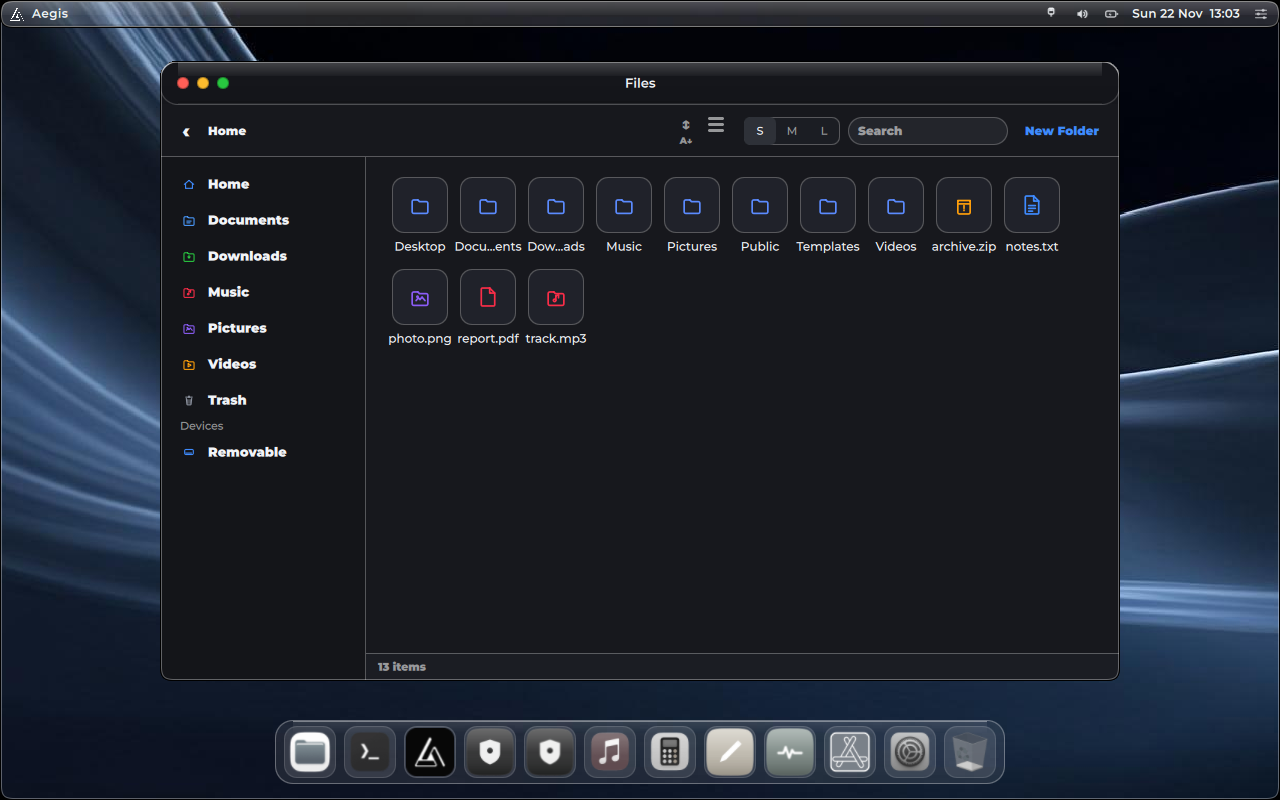 Aegis
Sun 22 Nov 13:03
Files
Home
A+
S M L
Search
New Folder
Home
Documents
Downloads
Music
Pictures
Videos
Trash
Devices
Removable
Desktop Docu...ents Dow...ads Music Pictures Public Templates Videos archive.zip notes.txt
photo.png report.pdf track.mp3
13 items